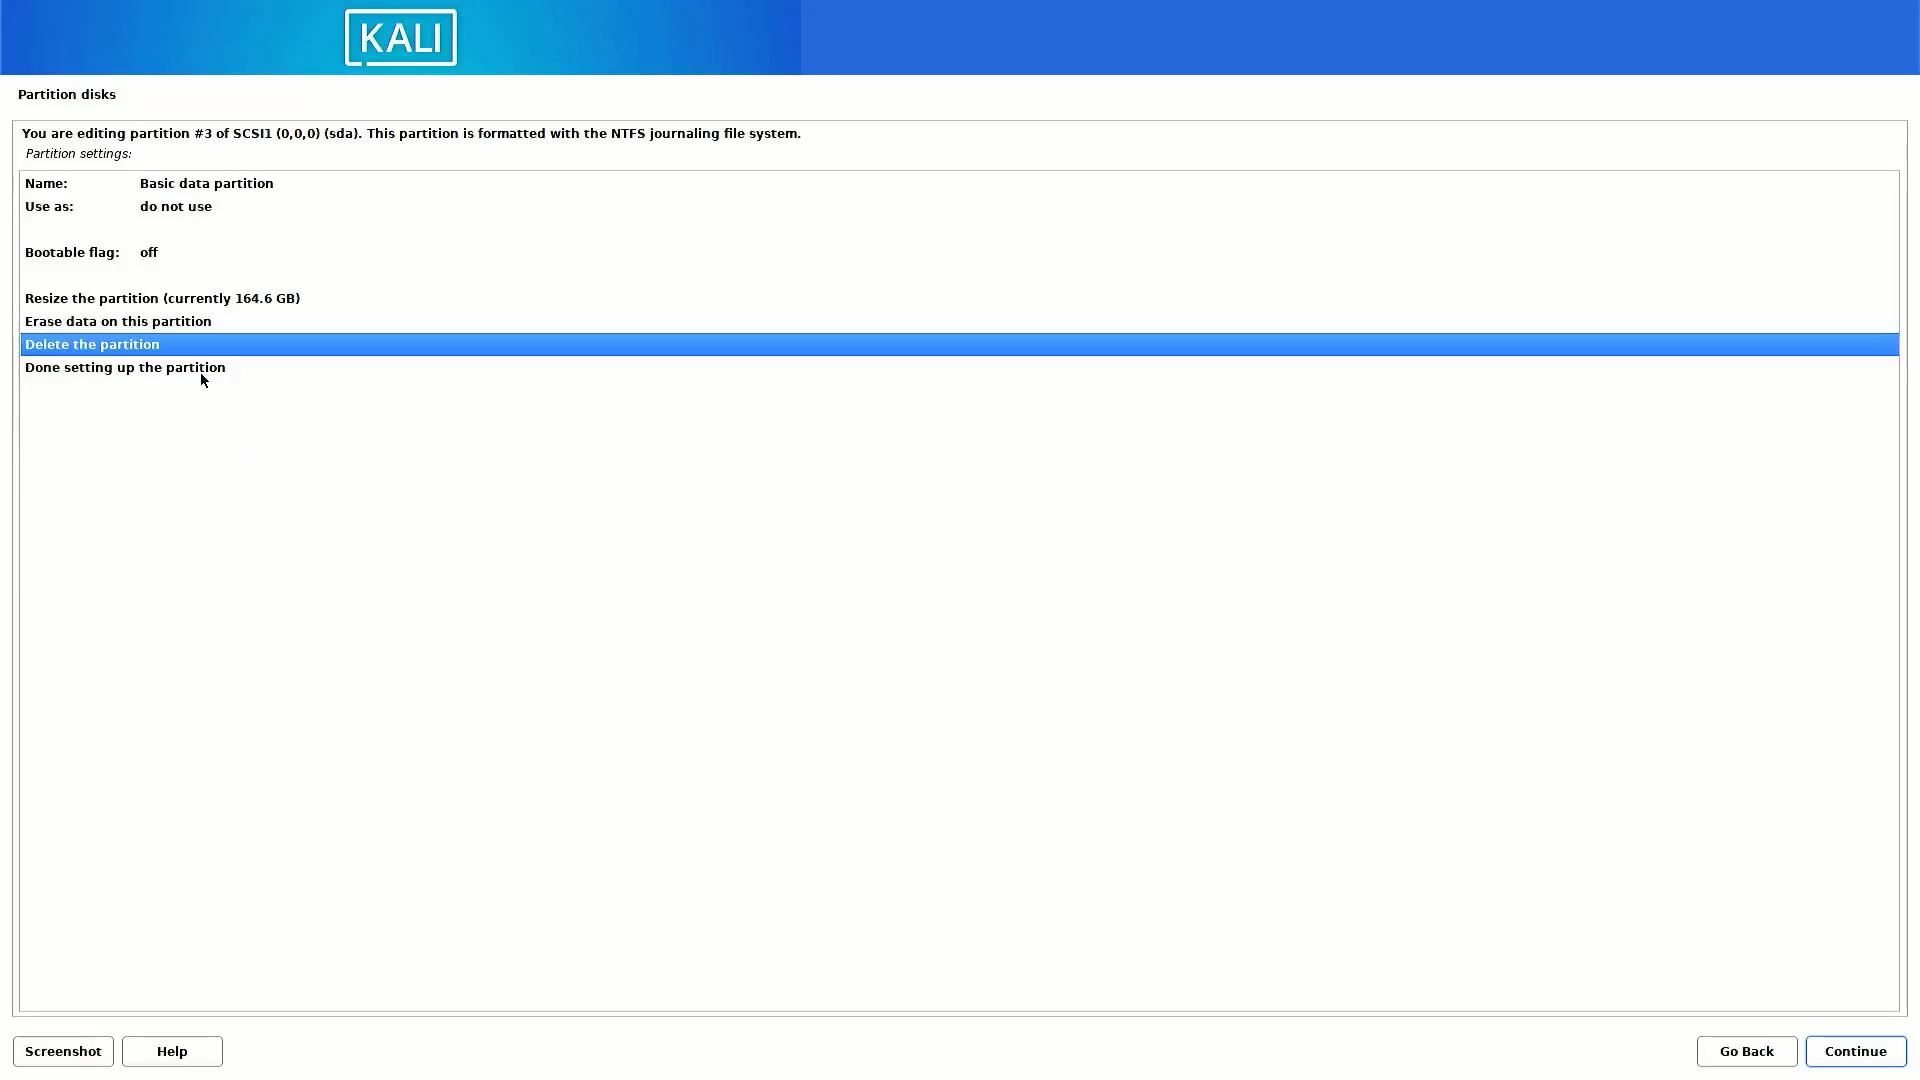 KALI
Partition disks
You are editing partition #3 of SCSI1 (0,0,0) (sda). This partition is formatted with the NTFS journaling file system.
Partition settings:
Name: Basic data partition
Use as: do not use
Bootable flag: off
Resize the partition (currently 164.6 GB)
Erase data on this partition
Delete the partition
Done setting up the partition
Screenshot Help Go Back Continue